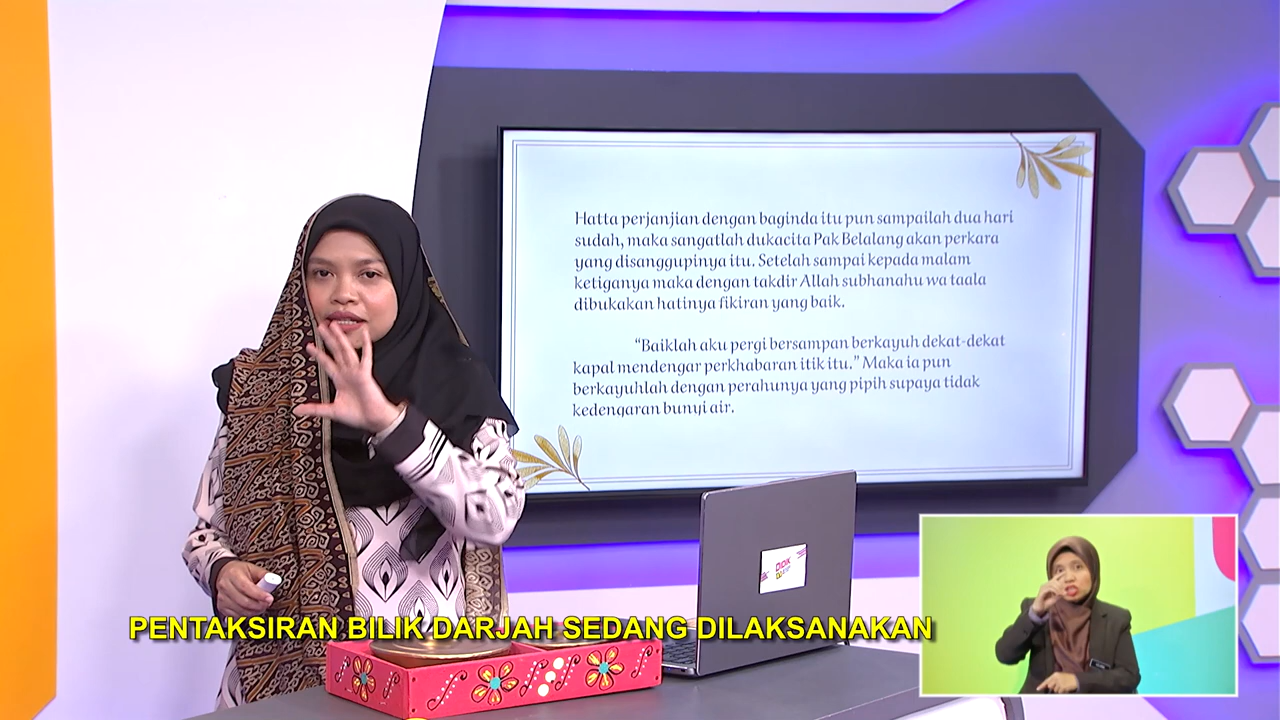 Hatta perjanjian dengan baginda itu pun sampailah dua hari
sudah, maka sangatlah dukacita Pak Belalang akan perkara
yang disanggupinya itu. Setelah sampai kepada malam
ketiganya maka dengan takdir Allah subhanahu wa taala
dibukakan hatinya fikiran yang baik.
“Baiklah aku pergi bersampan berkayuh dekat-dekat
kapal mendengar perkhabaran itik itu.” Maka ia pun
berkayuhlah dengan perahunya yang pipih supaya tidak
kedengaran bunyi air.
PENTAKSIRAN BILIK DARJAH SEDANG DILAKSANAKAN